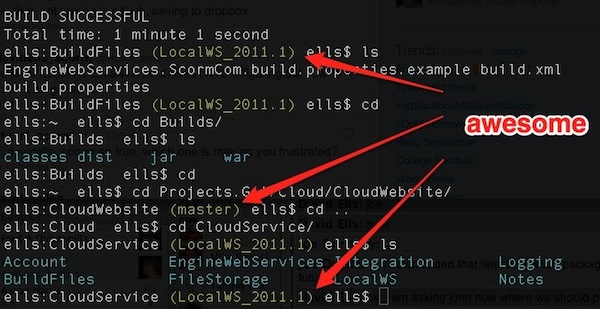 BUILD SUCCESSFUL
Total time: 1 minute 1 second
ells:BuildFiles (LocalWS_2011.1) ells$ ls
EngineWebServices.ScormCom.build.properties.example build.xml
build.properties
ells:BuildFiles (LocalWS_2011.1) ells$ cd
ells:~ ells$ cd Builds/
awesome
ells:Builds ells$ ls
classes dist jar war
ells:Builds ells$ cd
ells:~ ells$ cd Projects.Git/Cloud/CloudWebsite/
ells:CloudWebsite (master) ells$ cd ..
ells:Cloud ells$ cd CloudService/
ells:CloudService (LocalWS_2011.1) ells$ ls
Account EngineWebServices Integration Logging
BuildFiles FileStorage LocalWS Notes
ells:CloudService (LocalWS_2011.1) ells$